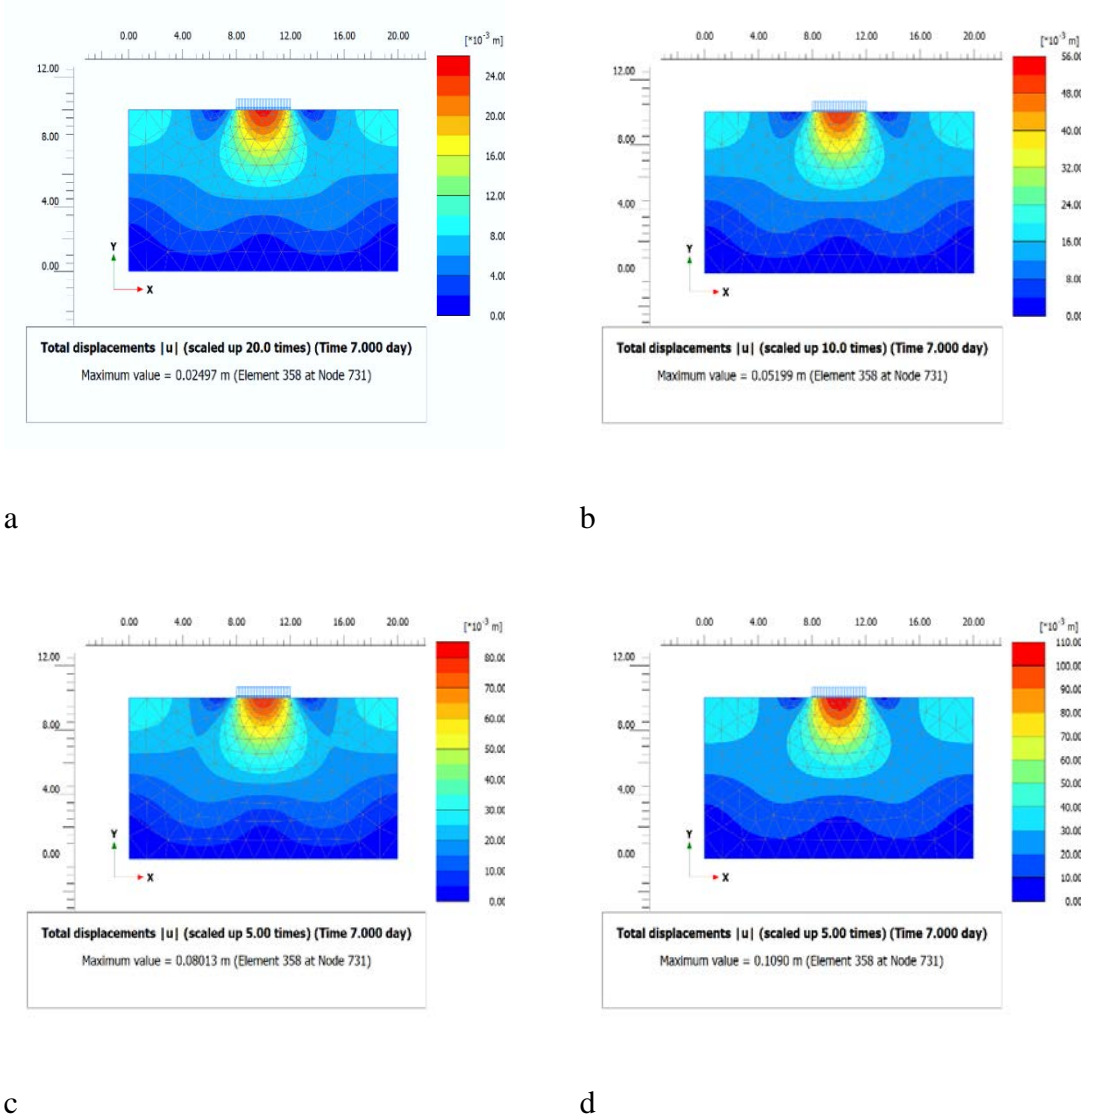 0.00 4.00 8.00 12.00 16.00 20.00
[*10⁻³ m]
12.00
8.00
4.00
0.00
Y
X
24.00
20.00
16.00
12.00
8.00
4.00
0.00
Total displacements |u| (scaled up 20.0 times) (Time 7.000 day)
Maximum value = 0.02497 m (Element 358 at Node 731)
a
0.00 4.00 8.00 12.00 16.00 20.00
[*10⁻³ m]
12.00
8.00
4.00
0.00
Y
X
56.00
48.00
40.00
32.00
24.00
16.00
8.00
0.00
Total displacements |u| (scaled up 10.0 times) (Time 7.000 day)
Maximum value = 0.05199 m (Element 358 at Node 731)
b
0.00 4.00 8.00 12.00 16.00 20.00
[*10⁻³ m]
12.00
8.00
4.00
0.00
Y
X
80.00
70.00
60.00
50.00
40.00
30.00
20.00
10.00
0.00
Total displacements |u| (scaled up 5.00 times) (Time 7.000 day)
Maximum value = 0.08013 m (Element 358 at Node 731)
c
0.00 4.00 8.00 12.00 16.00 20.00
[*10⁻³ m]
12.00
8.00
4.00
0.00
Y
X
110.00
100.00
90.00
80.00
70.00
60.00
50.00
40.00
30.00
20.00
10.00
0.00
Total displacements |u| (scaled up 5.00 times) (Time 7.000 day)
Maximum value = 0.1090 m (Element 358 at Node 731)
d